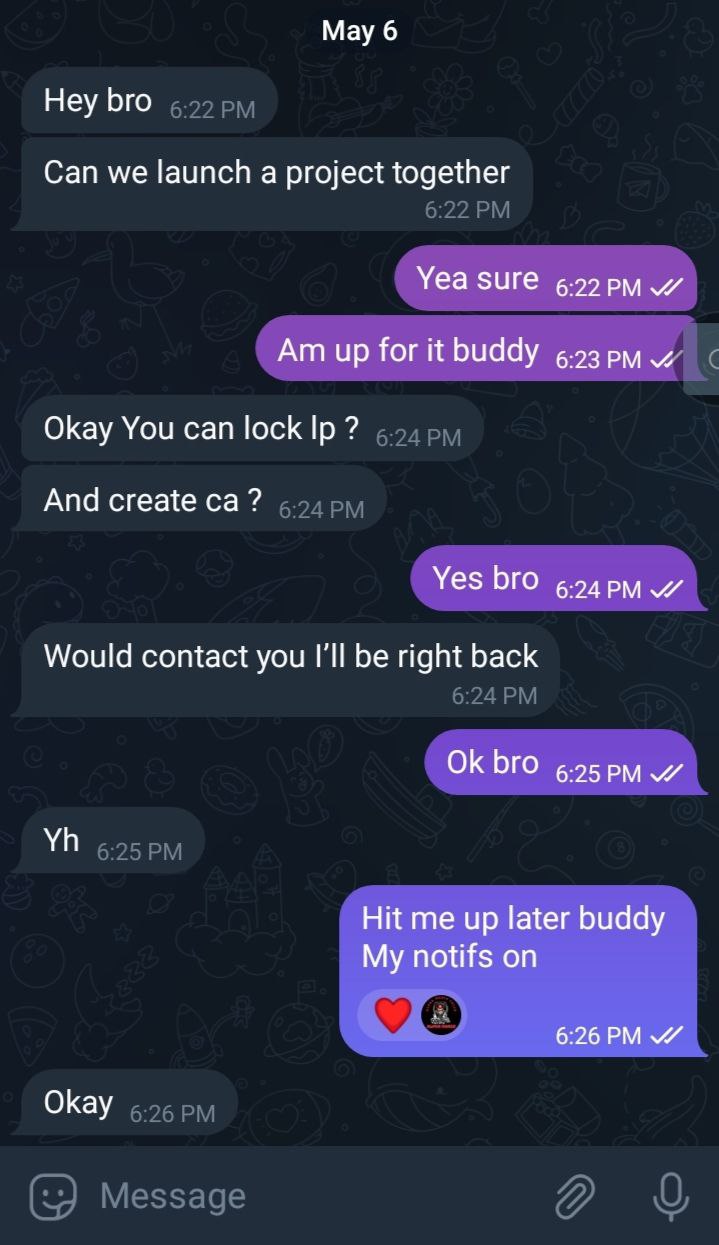 May 6
Hey bro 6:22 PM
Can we launch a project together
6:22 PM
Yea sure 6:22 PM
Am up for it buddy 6:23 PM
Okay You can lock lp ? 6:24 PM
And create ca ? 6:24 PM
Yes bro 6:24 PM
Would contact you I’ll be right back
6:24 PM
Ok bro 6:25 PM
Yh 6:25 PM
Hit me up later buddy
My notifs on
6:26 PM
Okay 6:26 PM
Message